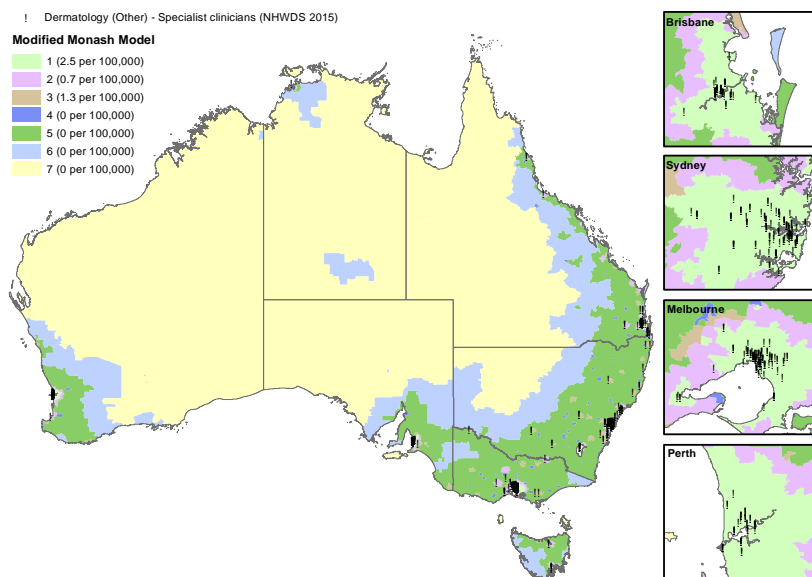 ! Dermatology (Other) - Specialist clinicians (NHWDS 2015)
Modified Monash Model
1 (2.5 per 100,000)
2 (0.7 per 100,000)
3 (1.3 per 100,000)
4 (0 per 100,000)
5 (0 per 100,000)
6 (0 per 100,000)
7 (0 per 100,000)
Brisbane
Sydney
Melbourne
Perth